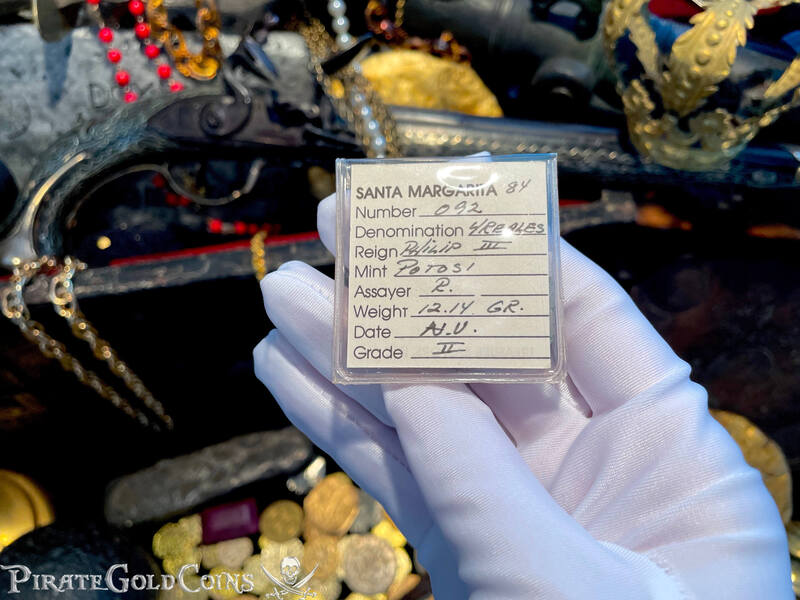 SANTA MARGARITA 84
Number 092
Denomination 4 REALES
Reign PHILIP III
Mint POTOSI
Assayer R.
Weight 12.14 GR.
Date N.V.
Grade II
PIRATEGOLDCOINS